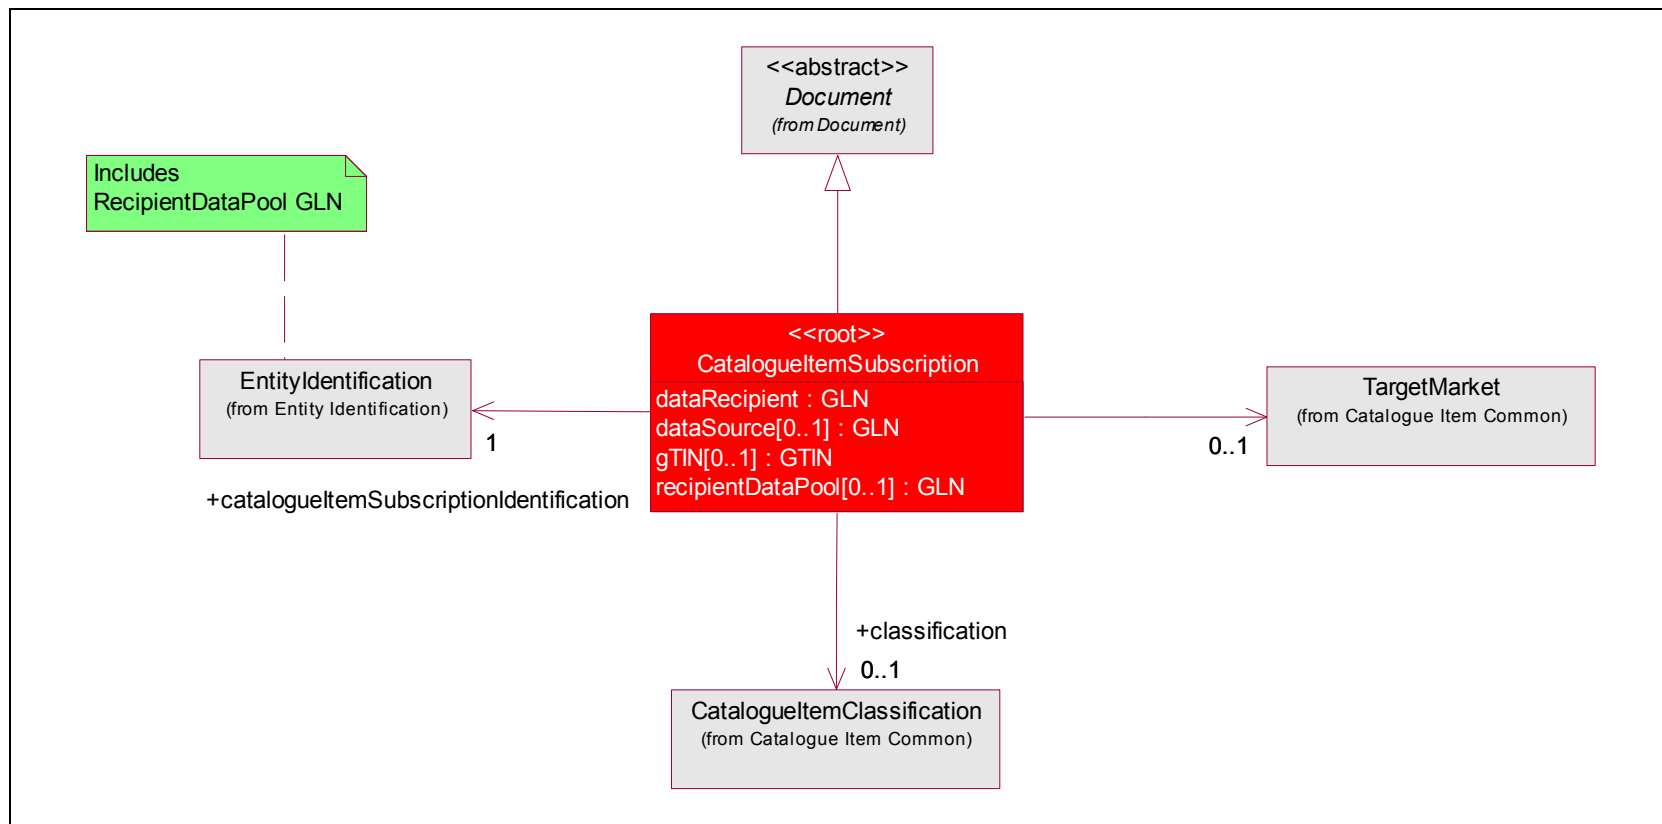 <<abstract>>
Document
(from Document)
Includes
RecipientDataPool GLN
<<root>>
CatalogueItemSubscription
dataRecipient : GLN
dataSource[0..1] : GLN
gTIN[0..1] : GTIN
recipientDataPool[0..1] : GLN
EntityIdentification
(from Entity Identification)
1
+catalogueItemSubscriptionIdentification
TargetMarket
(from Catalogue Item Common)
0..1
+classification
0..1
CatalogueItemClassification
(from Catalogue Item Common)